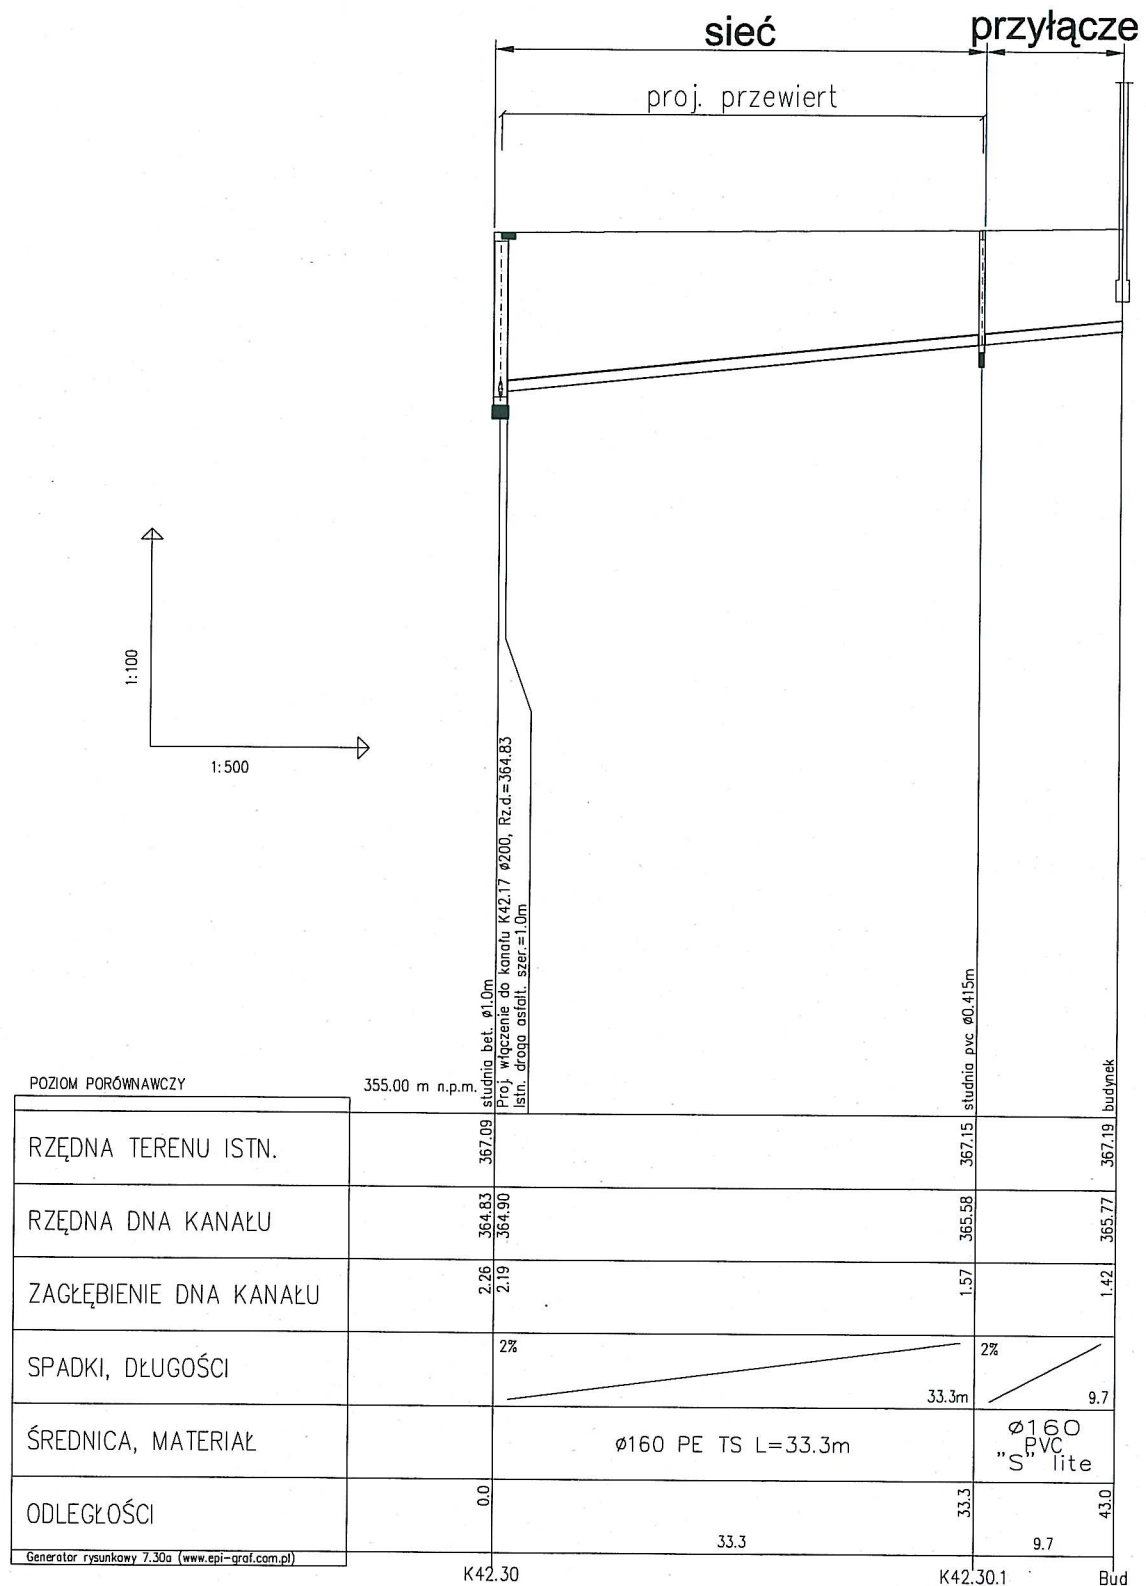 sieć
przyłącze
proj. przewiert
1:100
1:500
studnia bet. ø1.0m
Proj. włączenie do kanału K42.17 ø200, Rz.d.=364.83
Istn. droga asfalt. szer.=1.0m
studnia pvc ø0.415m
budynek
POZIOM PORÓWNAWCZY 355.00 m n.p.m.
RZĘDNA TERENU ISTN. 367.09 367.15 367.19
RZĘDNA DNA KANAŁU 364.83 364.90 365.58 365.77
ZAGŁĘBIENIE DNA KANAŁU 2.26 2.19 1.57 1.42
SPADKI, DŁUGOŚCI 2% 33.3m 2% 9.7
ŚREDNICA, MATERIAŁ ø160 PE TS L=33.3m
ø160
PVC
"S" lite
ODLEGŁOŚCI 0.0 33.3 43.0
33.3 9.7
Generator rysunkowy 7.30a (www.epi-graf.com.pl)
K42.30 K42.30.1 Bud